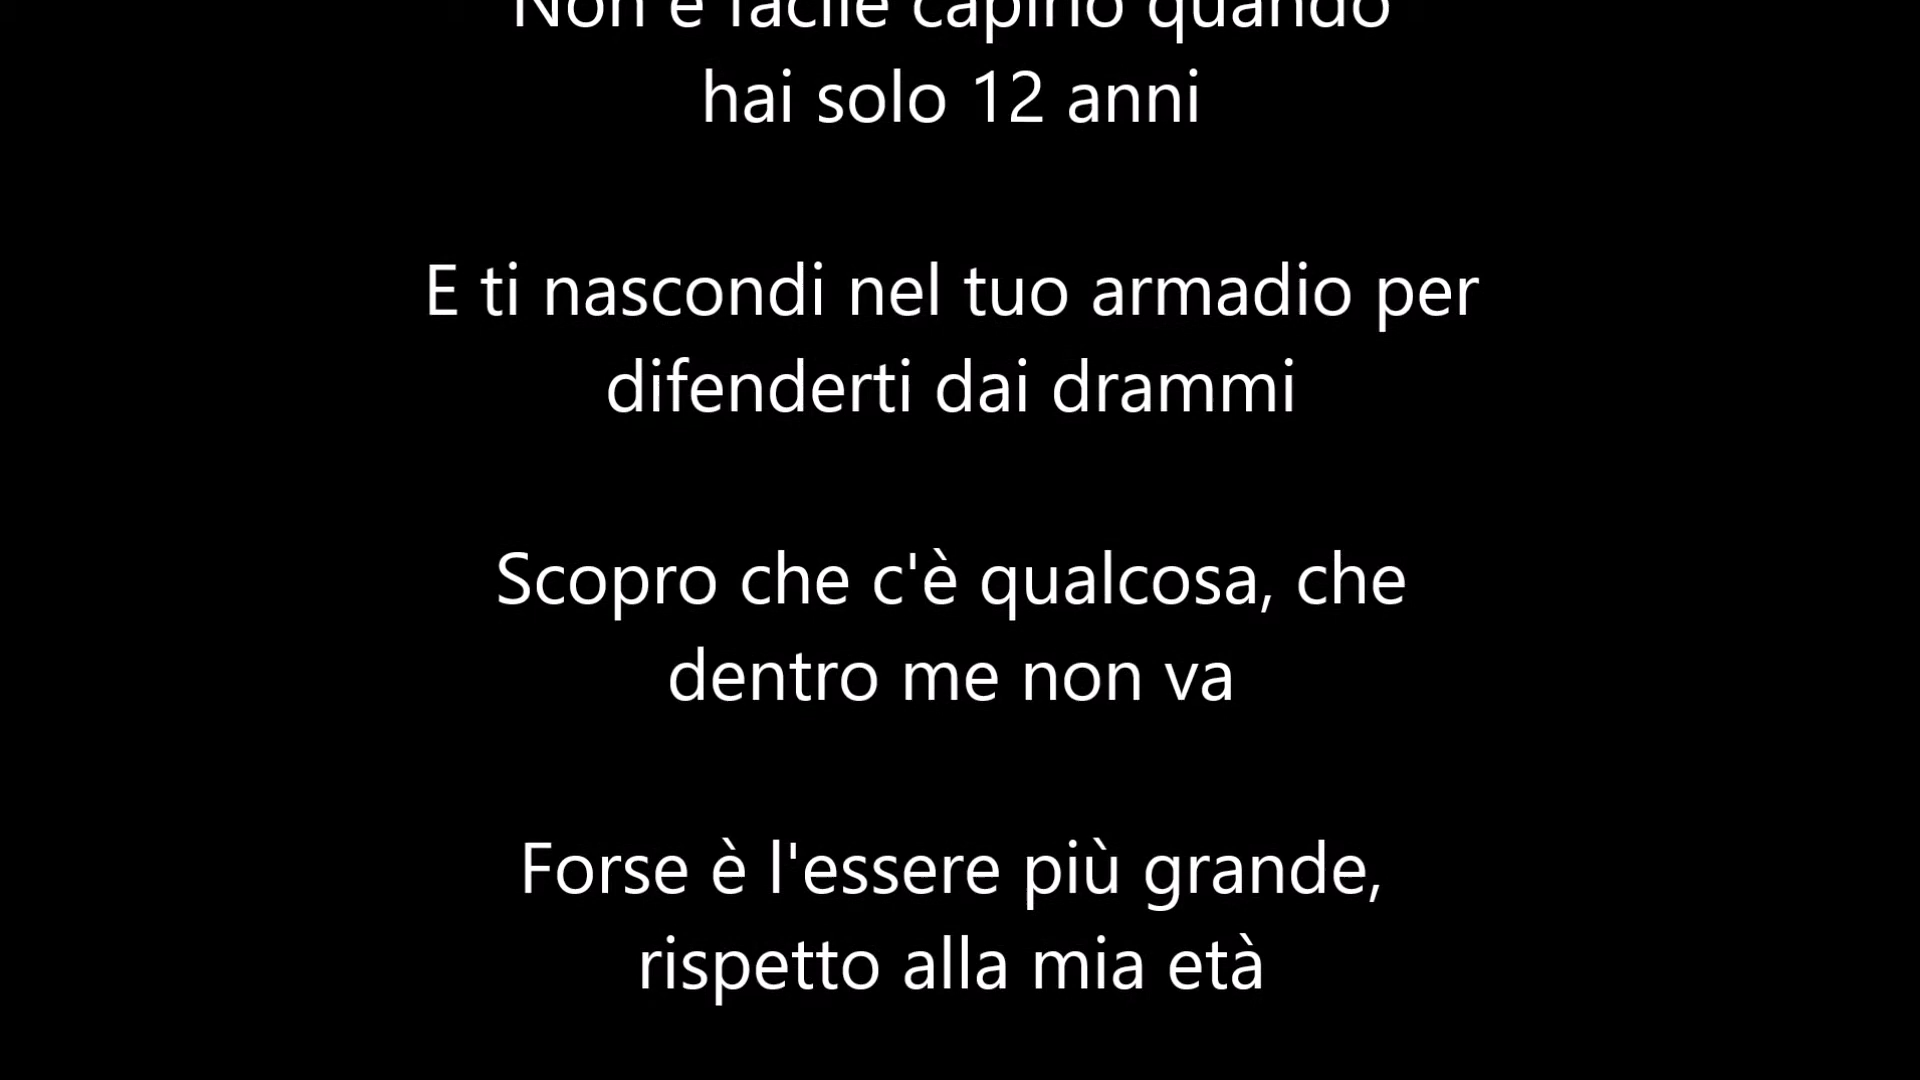 Non è facile capirlo quando
hai solo 12 anni
E ti nascondi nel tuo armadio per
difenderti dai drammi
Scopro che c'è qualcosa, che
dentro me non va
Forse è l'essere più grande,
rispetto alla mia età